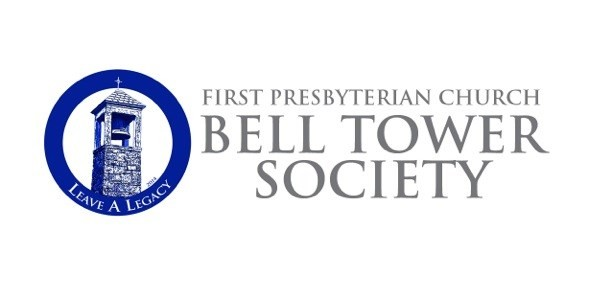 FIRST PRESBYTERIAN CHURCH
BELL TOWER
SOCIETY
LEAVE A LEGACY